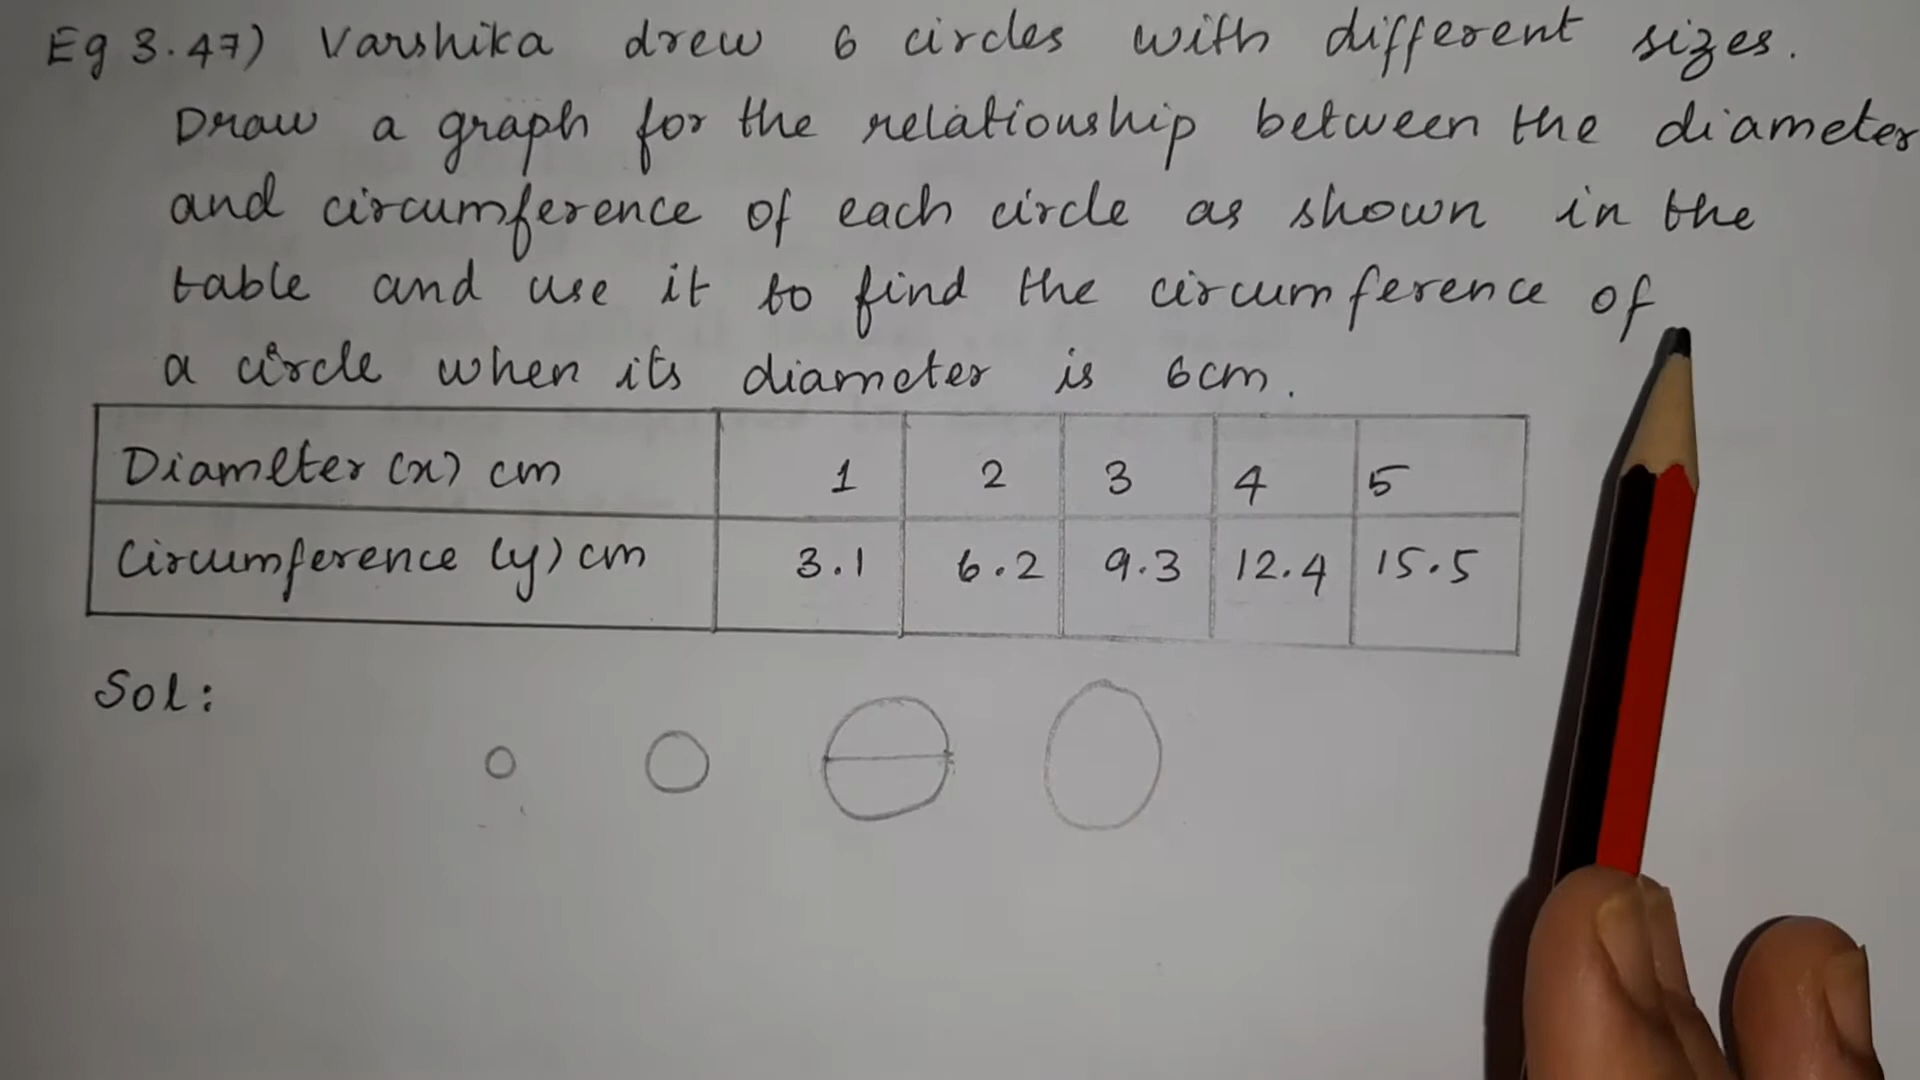 Eg 3.47) Varshika drew 6 circles with different sizes.
Draw a graph for the relationship between the diameter
and circumference of each circle as shown in the
table and use it to find the circumference of
a circle when its diameter is 6cm.
Diameter (x) cm 1 2 3 4 5
Circumference (y) cm 3.1 6.2 9.3 12.4 15.5
Sol: